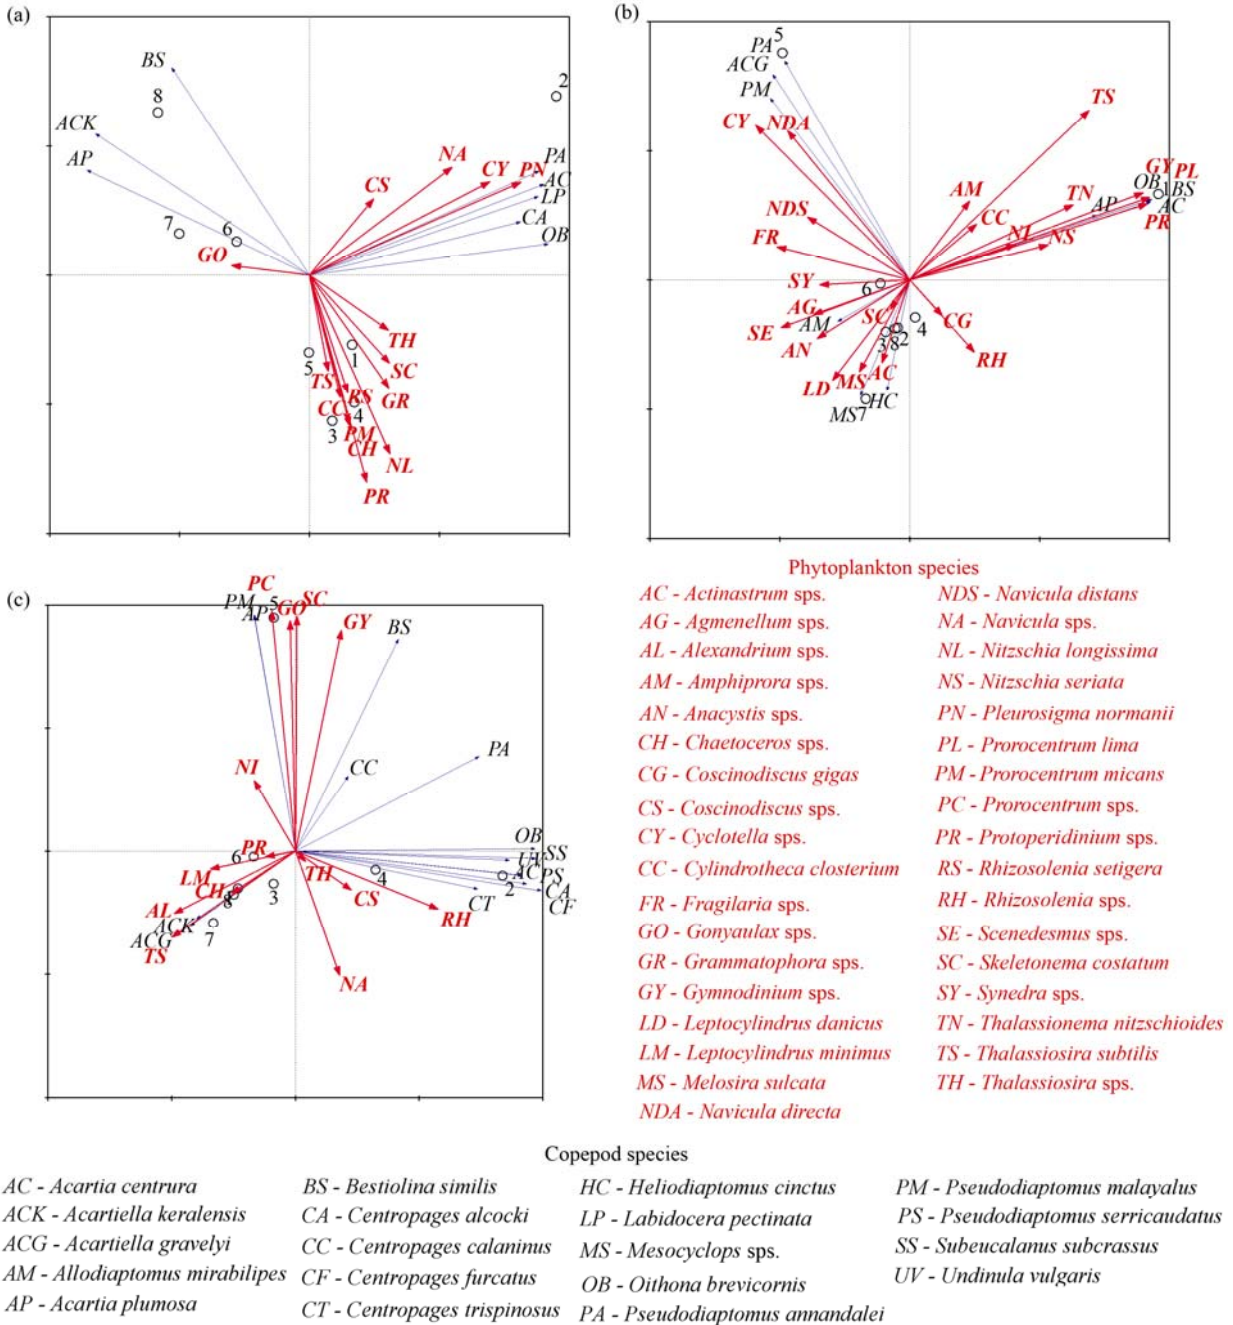 (a)
BS
8
2
ACK
AP
NA
CY
PN
PA
AC
CS
LP
CA
OB
7
6
GO
TH
5
1
SC
TS
RS
GR
CC
4
3
PM
CH
NL
PR
(b)
PA
5
ACG
PM
CY
NDA
TS
GY
PL
OB
1
BS
AP
AC
PR
AM
TN
NDS
CC
NI
NS
FR
SY
6
AG
SC
CG
SE
AM
4
AN
3
8
2
RH
LD
MS
AC
MS
7
HC
(c)
PC
SC
PM
AP
5
GO
GY
BS
PA
CC
NI
OB
SS
6
PR
UV
LM
TH
4
AC
PS
2
CH
3
CS
CA
CT
CF
AL
8
RH
ACK
ACG
7
TS
NA
Phytoplankton species
AC - Actinastrum sps.
AG - Agmenellum sps.
AL - Alexandrium sps.
AM - Amphiprora sps.
AN - Anacystis sps.
CH - Chaetoceros sps.
CG - Coscinodiscus gigas
CS - Coscinodiscus sps.
CY - Cyclotella sps.
CC - Cylindrotheca closterium
FR - Fragilaria sps.
GO - Gonyaulax sps.
GR - Grammatophora sps.
GY - Gymnodinium sps.
LD - Leptocylindrus danicus
LM - Leptocylindrus minimus
MS - Melosira sulcata
NDA - Navicula directa
NDS - Navicula distans
NA - Navicula sps.
NL - Nitzschia longissima
NS - Nitzschia seriata
PN - Pleurosigma normanii
PL - Prorocentrum lima
PM - Prorocentrum micans
PC - Prorocentrum sps.
PR - Protoperidinium sps.
RS - Rhizosolenia setigera
RH - Rhizosolenia sps.
SE - Scenedesmus sps.
SC - Skeletonema costatum
SY - Synedra sps.
TN - Thalassionema nitzschioides
TS - Thalassiosira subtilis
TH - Thalassiosira sps.
Copepod species
AC - Acartia centrura
ACK - Acartiella keralensis
ACG - Acartiella gravelyi
AM - Allodiaptomus mirabilipes
AP - Acartia plumosa
BS - Bestiolina similis
CA - Centropages alcocki
CC - Centropages calaninus
CF - Centropages furcatus
CT - Centropages trispinosus
HC - Heliodiaptomus cinctus
LP - Labidocera pectinata
MS - Mesocyclops sps.
OB - Oithona brevicornis
PA - Pseudodiaptomus annandalei
PM - Pseudodiaptomus malayalus
PS - Pseudodiaptomus serricaudatus
SS - Subeucalanus subcrassus
UV - Undinula vulgaris